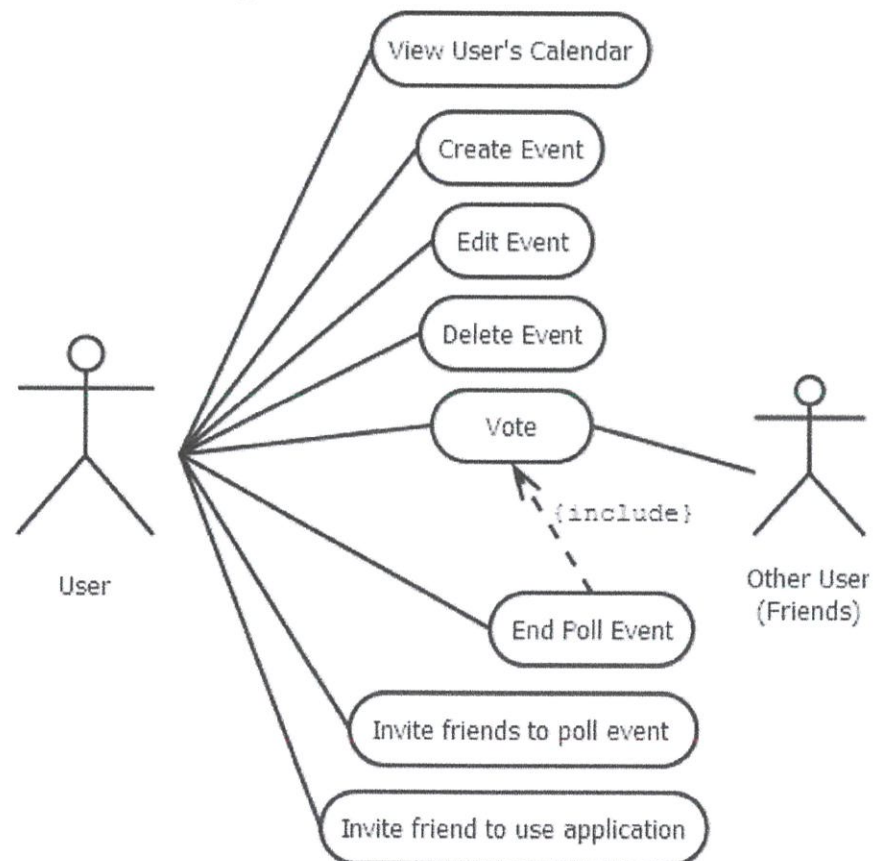 View User's Calendar
Create Event
Edit Event
Delete Event
Vote
{include}
User
Other User
(Friends)
End Poll Event
Invite friends to poll event
Invite friend to use application